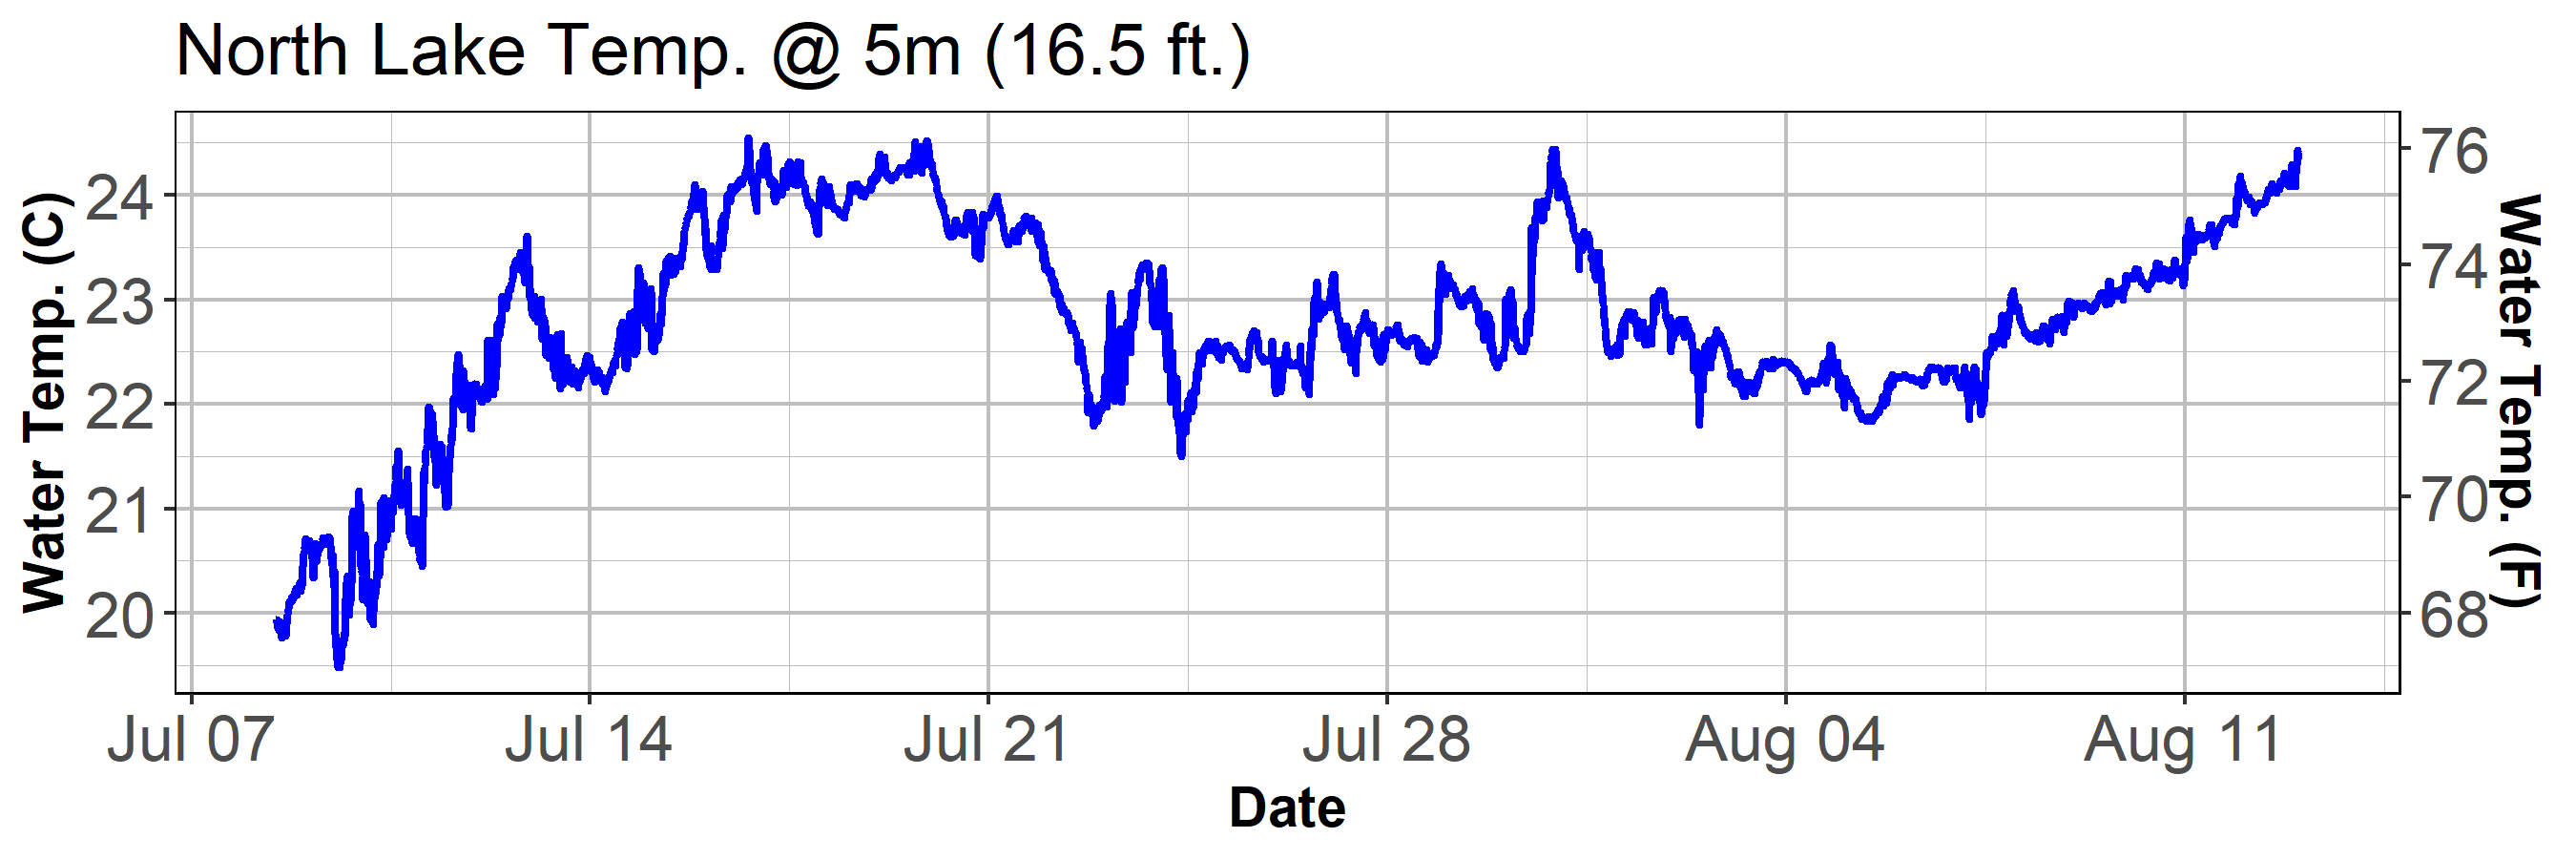 North Lake Temp. @ 5m (16.5 ft.)
Water Temp. (C)
24
23
22
21
20
76
74
72
70
68
Water Temp. (F)
Jul 07 Jul 14 Jul 21 Jul 28 Aug 04 Aug 11
Date